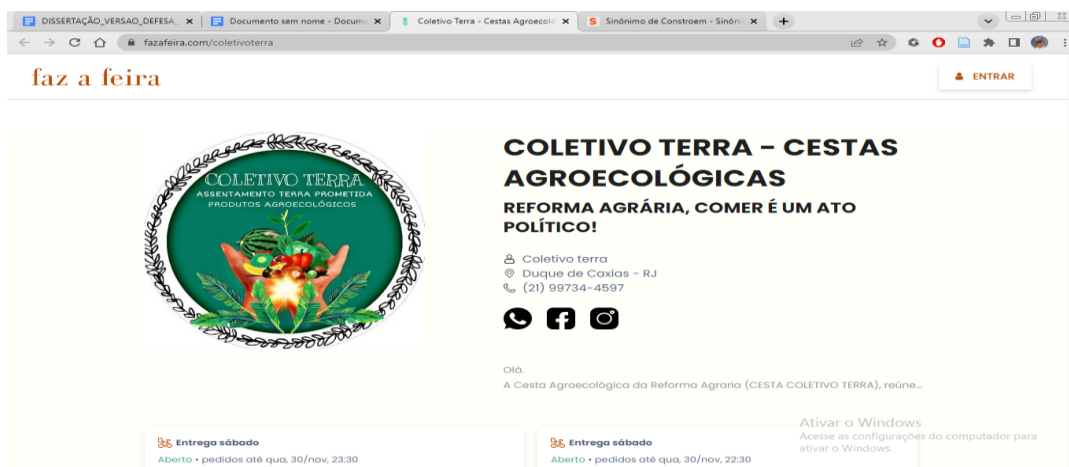 DISSERTAÇÃO_VERSAO_DEFESA_
Documento sem nome - Docum
Coletivo Terra - Cestas Agroecoló
Sinônimo de Constroem - Sinôni
fazafeira.com/coletivoterra
faz a feira
ENTRAR
COLETIVO TERRA
ASSENTAMENTO TERRA PROMETIDA
PRODUTOS AGROECOLÓGICOS
COLETIVO TERRA - CESTAS
AGROECOLÓGICAS
REFORMA AGRÁRIA, COMER É UM ATO
POLÍTICO!
Coletivo terra
Duque de Caxias - RJ
(21) 99734-4597
Olá.
A Cesta Agroecológica da Reforma Agraria (CESTA COLETIVO TERRA), reúne...
Entrega sábado
Aberto • pedidos até qua, 30/nov, 23:30
Entrega sábado
Aberto • pedidos até qua, 30/nov, 22:30
Ativar o Windows
Acesse as configurações do computador para
ativar o Windows.